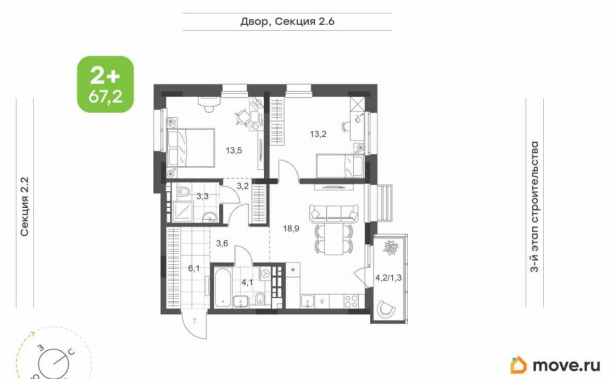 Двор, Секция 2.6
2+
67,2
Секция 2.2
3-й этап строительства
13,5
13,2
3,3
3,2
18,9
3,6
6,1
4,1
4,2/1,3
7
З
С
В
move.ru